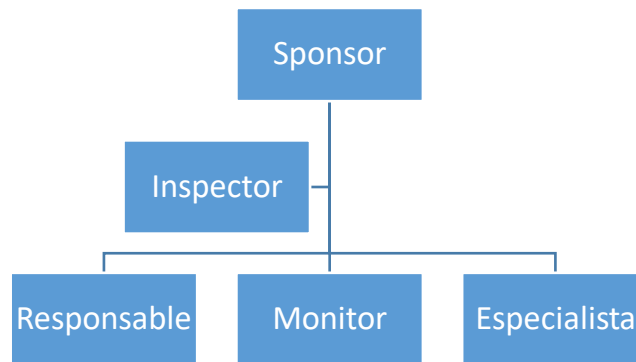 Sponsor
Inspector
Responsable
Monitor
Especialista